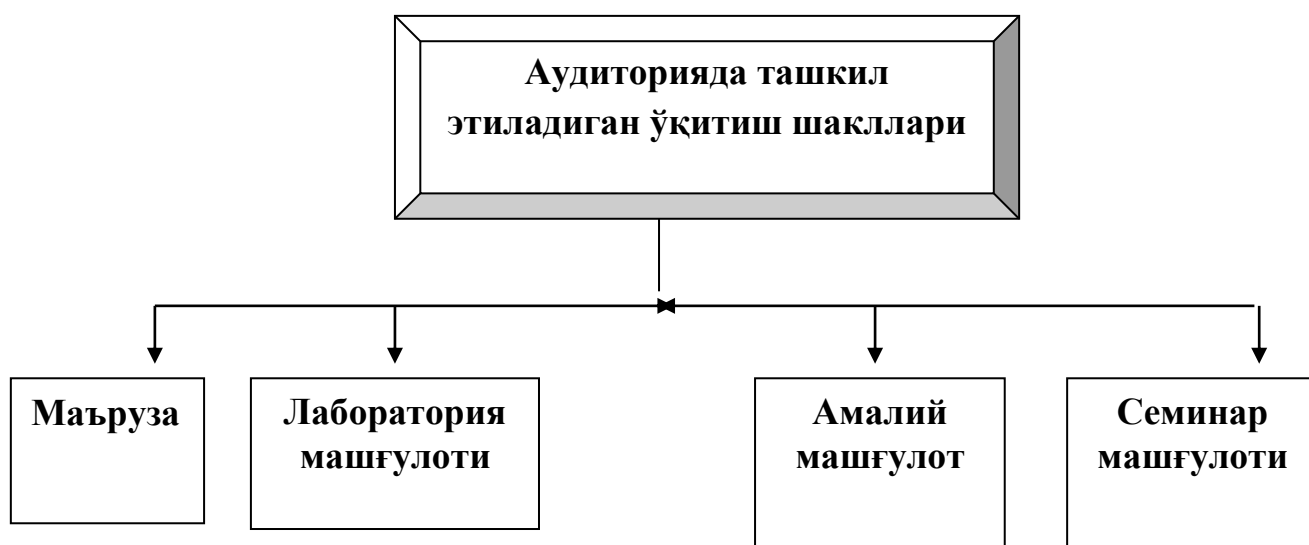 Аудиторияда ташкил
этиладиган ўқитиш шакллари
Маъруза
Лаборатория
машғулоти
Амалий
машғулот
Семинар
машғулоти